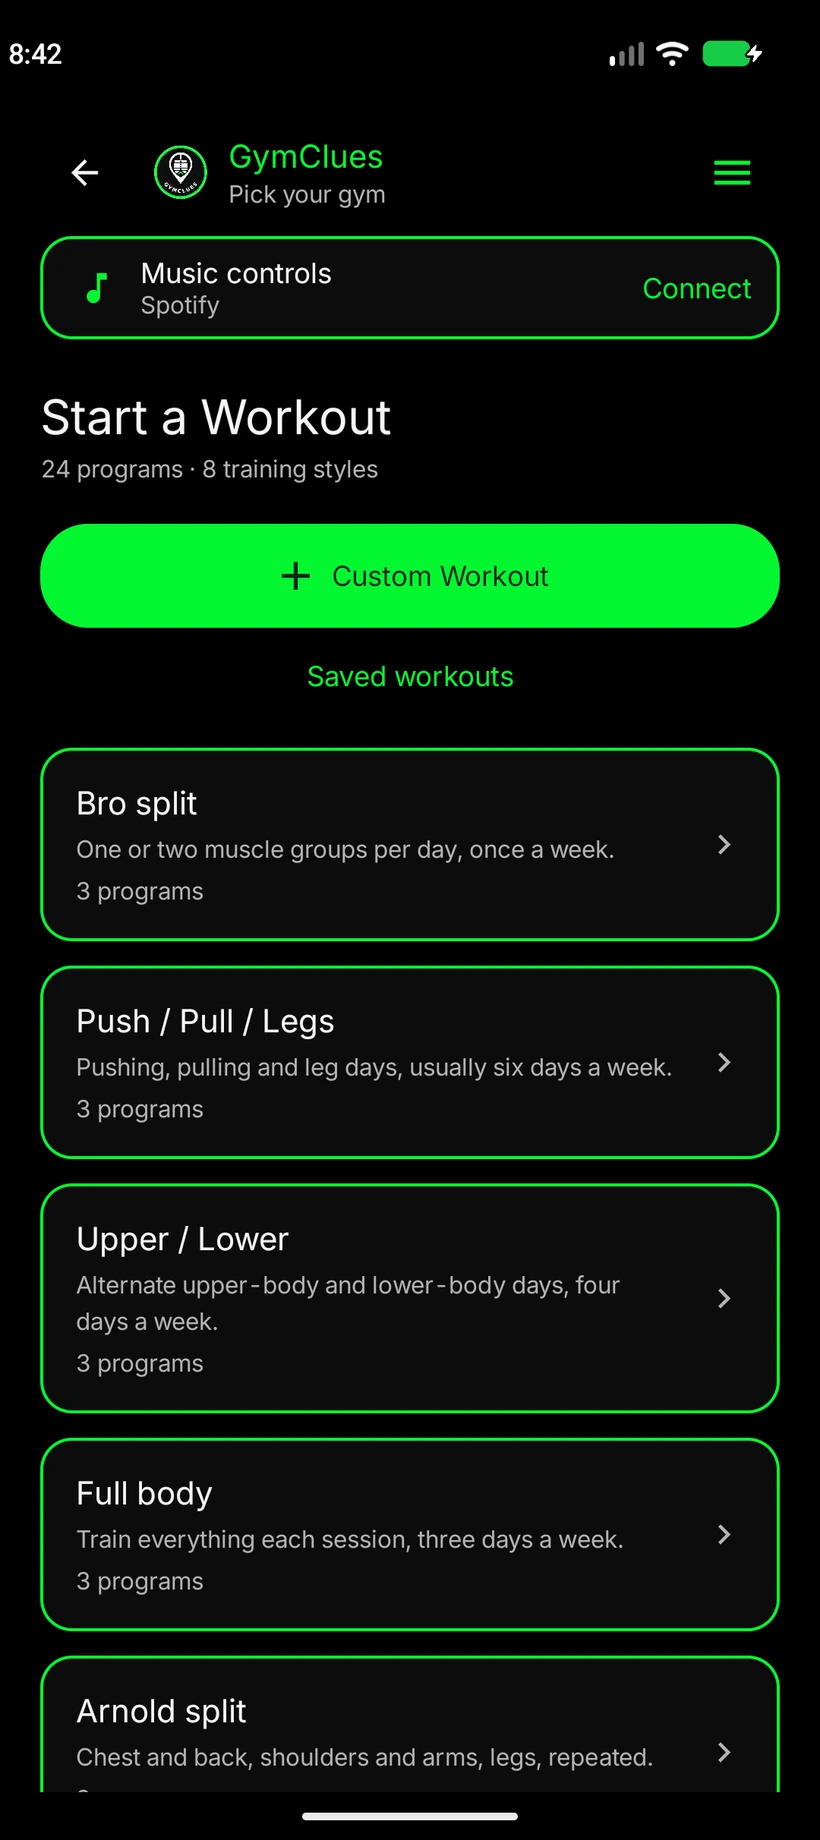 8:42
GymClues
GYMCLUES
Pick your gym
Music controls
Spotify
Connect
Start a Workout
24 programs · 8 training styles
Custom Workout
Saved workouts
Bro split
One or two muscle groups per day, once a week.
3 programs
Push / Pull / Legs
Pushing, pulling and leg days, usually six days a week.
3 programs
Upper / Lower
Alternate upper-body and lower-body days, four
days a week.
3 programs
Full body
Train everything each session, three days a week.
3 programs
Arnold split
Chest and back, shoulders and arms, legs, repeated.